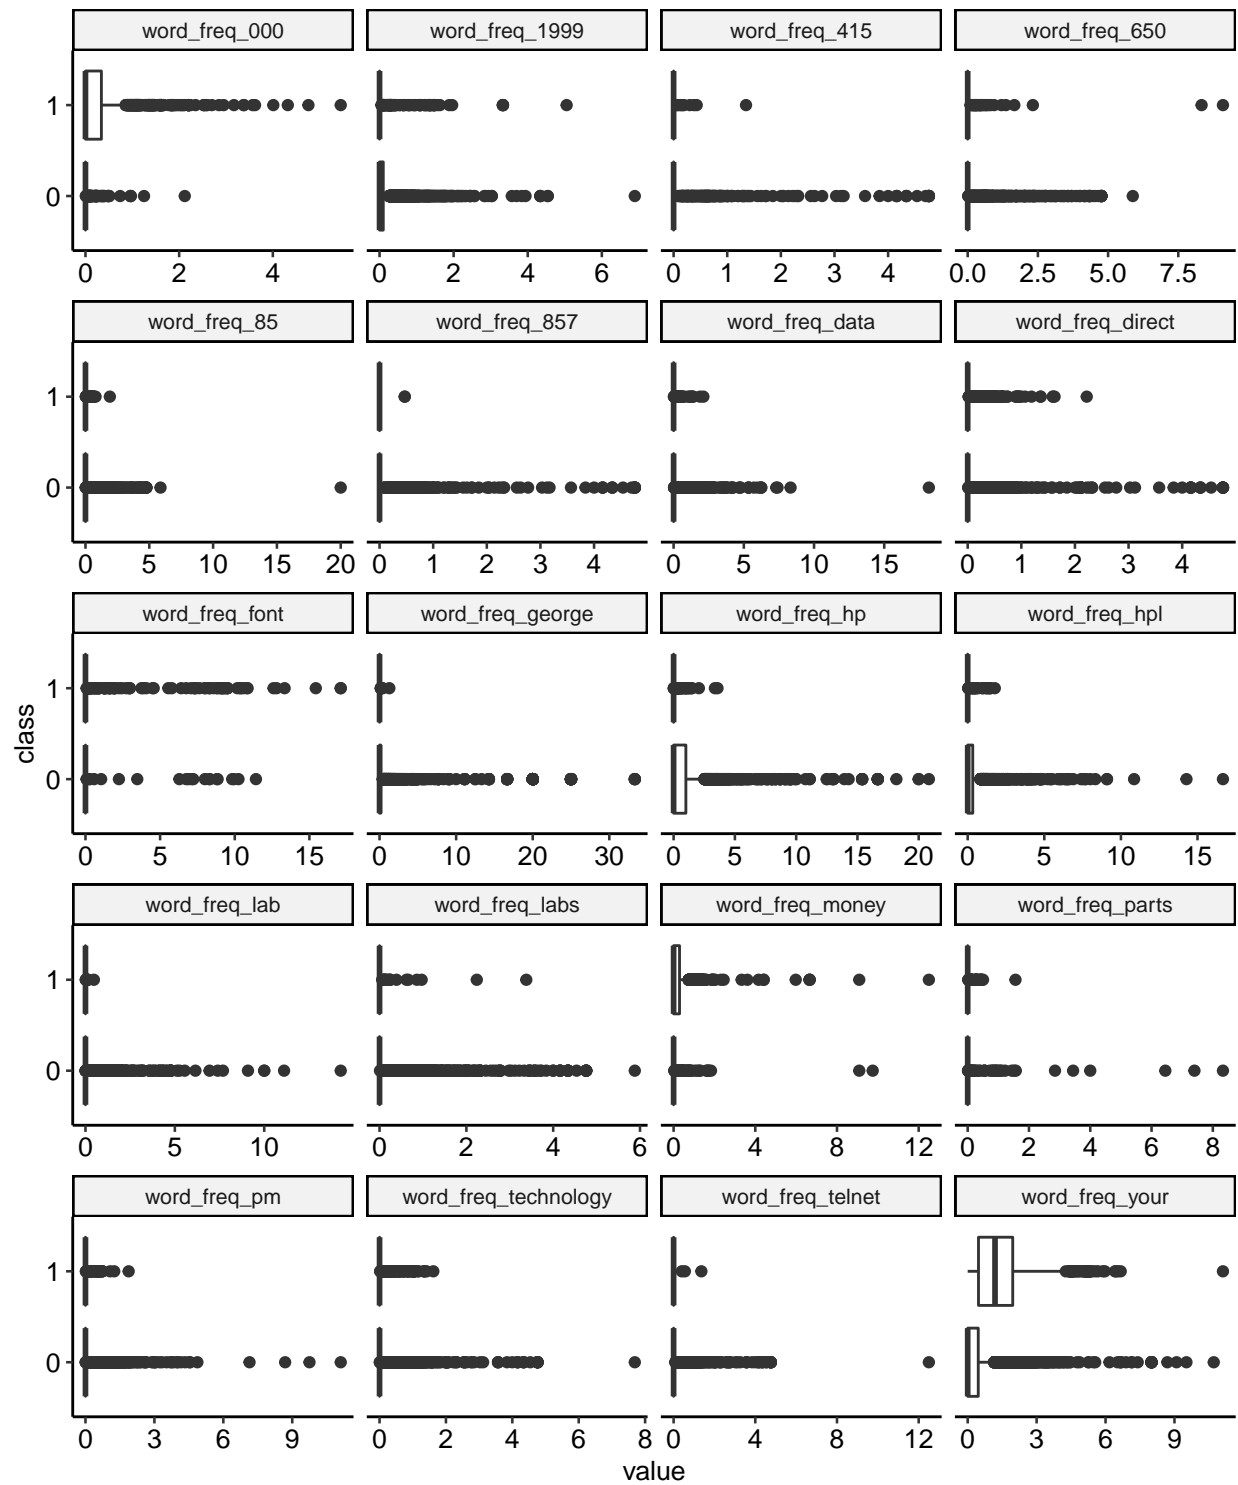 word_freq_000 word_freq_1999 word_freq_415 word_freq_650
1
0
0 2 4 0 2 4 6 0 1 2 3 4 0.0 2.5 5.0 7.5
word_freq_85 word_freq_857 word_freq_data word_freq_direct
1
0
0 5 10 15 20 0 1 2 3 4 0 5 10 15 0 1 2 3 4
word_freq_font word_freq_george word_freq_hp word_freq_hpl
1
class
0
0 5 10 15 0 10 20 30 0 5 10 15 20 0 5 10 15
word_freq_lab word_freq_labs word_freq_money word_freq_parts
1
0
0 5 10 0 2 4 6 0 4 8 12 0 2 4 6 8
word_freq_pm word_freq_technology word_freq_telnet word_freq_your
1
0
0 3 6 9 0 2 4 6 8 0 4 8 12 0 3 6 9
value